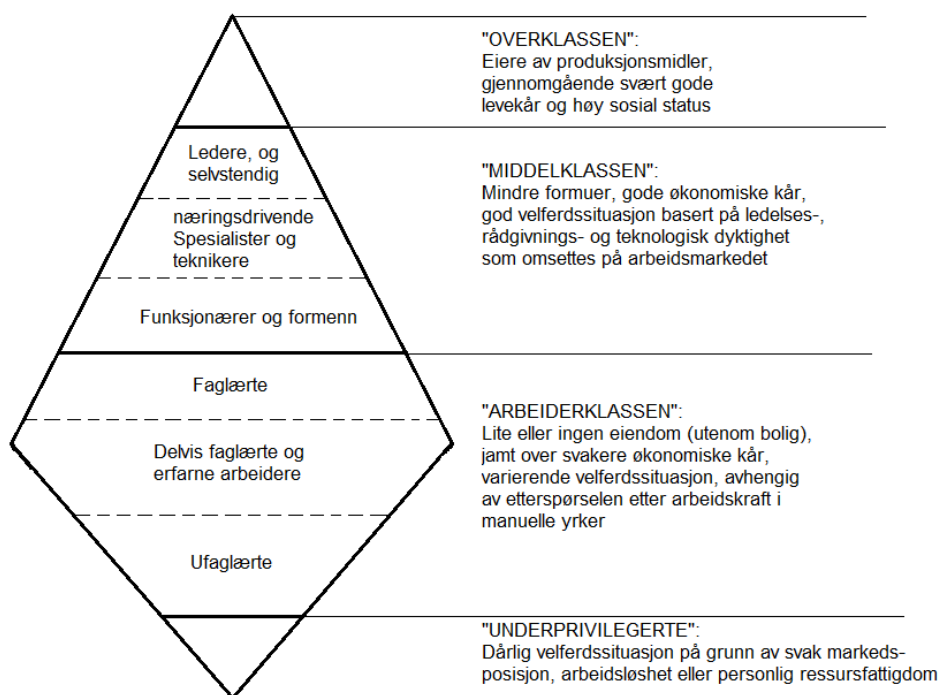 "OVERKLASSEN":
Eiere av produksjonsmidler,
gjennomgående svært gode
levekår og høy sosial status
Ledere, og
selvstendig
næringsdrivende
Spesialister og
teknikere
Funksjonærer og formenn
"MIDDELKLASSEN":
Mindre formuer, gode økonomiske kår,
god velferdssituasjon basert på ledelses-,
rådgivnings- og teknologisk dyktighet
som omsettes på arbeidsmarkedet
Faglærte
Delvis faglærte og
erfarne arbeidere
Ufaglærte
"ARBEIDERKLASSEN":
Lite eller ingen eiendom (utenom bolig),
jamt over svakere økonomiske kår,
varierende velferdssituasjon, avhengig
av etterspørselen etter arbeidskraft i
manuelle yrker
"UNDERPRIVILEGERTE":
Dårlig velferdssituasjon på grunn av svak markeds-
posisjon, arbeidsløshet eller personlig ressursfattigdom